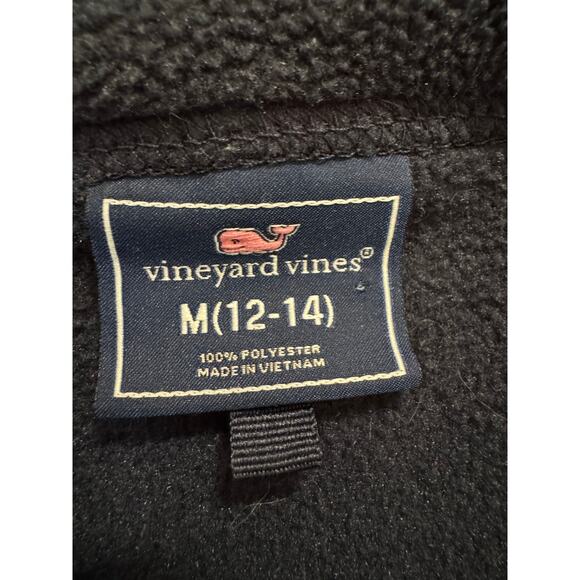 vineyard vines®
M(12-14)
100% POLYESTER
MADE IN VIETNAM